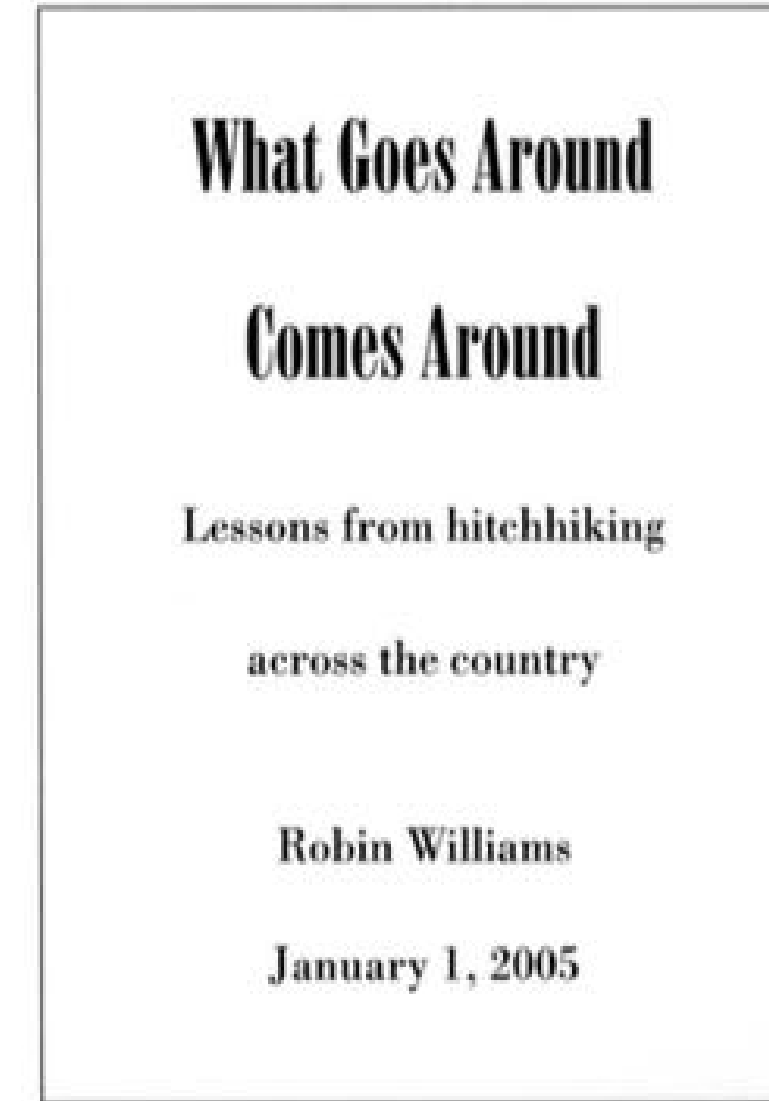 What Goes Around
Comes Around
Lessons from hitchhiking
across the country
Robin Williams
January 1, 2005